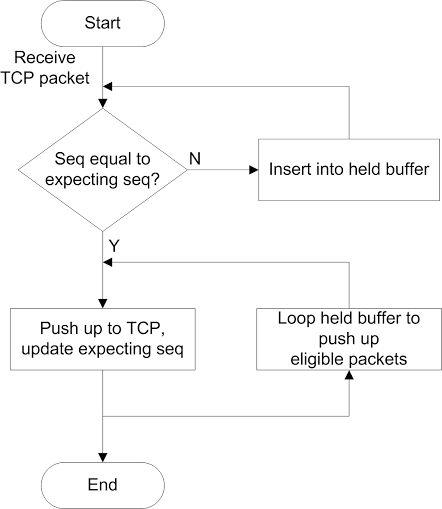 Start
Receive
TCP packet
Seq equal to
expecting seq?
N
Insert into held buffer
Y
Push up to TCP,
update expecting seq
Loop held buffer to
push up
eligible packets
End